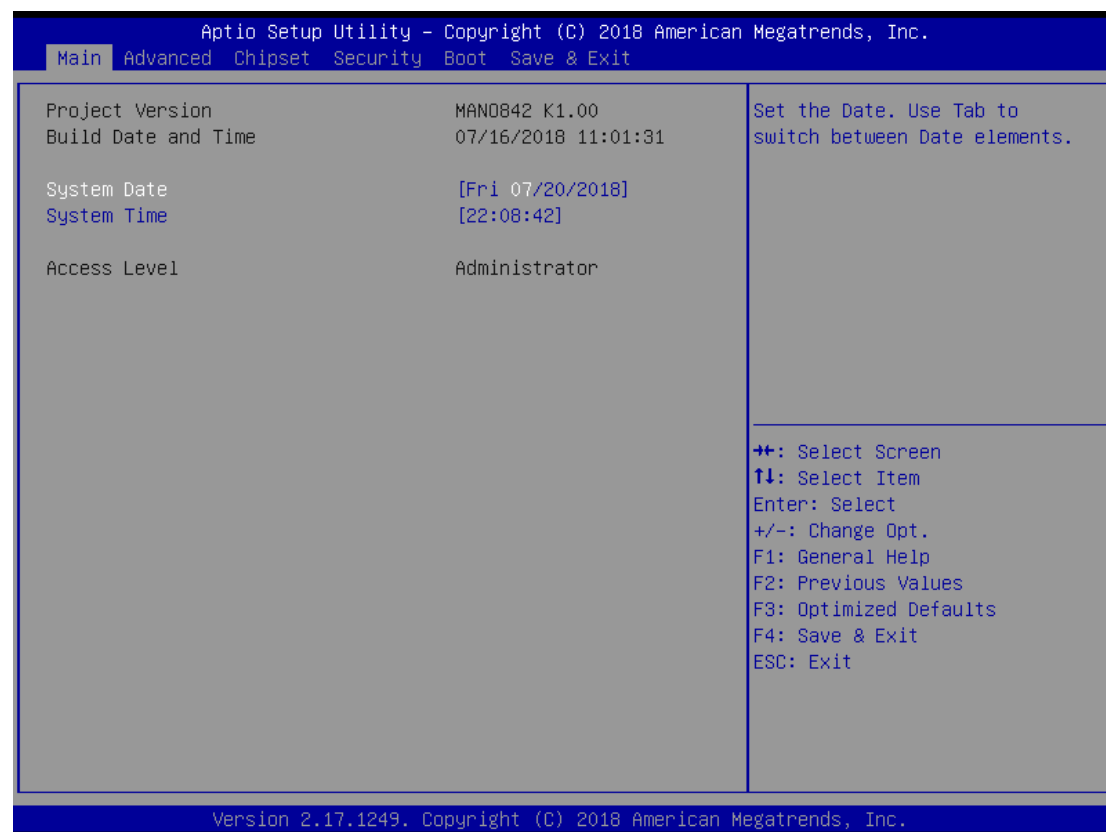 Aptio Setup Utility – Copyright (C) 2018 American Megatrends, Inc.
Main Advanced Chipset Security Boot Save & Exit
Project Version MANO842 K1.00
Build Date and Time 07/16/2018 11:01:31
System Date [Fri 07/20/2018]
System Time [22:08:42]
Access Level Administrator
Set the Date. Use Tab to
switch between Date elements.
→←: Select Screen
↑↓: Select Item
Enter: Select
+/-: Change Opt.
F1: General Help
F2: Previous Values
F3: Optimized Defaults
F4: Save & Exit
ESC: Exit
Version 2.17.1249. Copyright (C) 2018 American Megatrends, Inc.